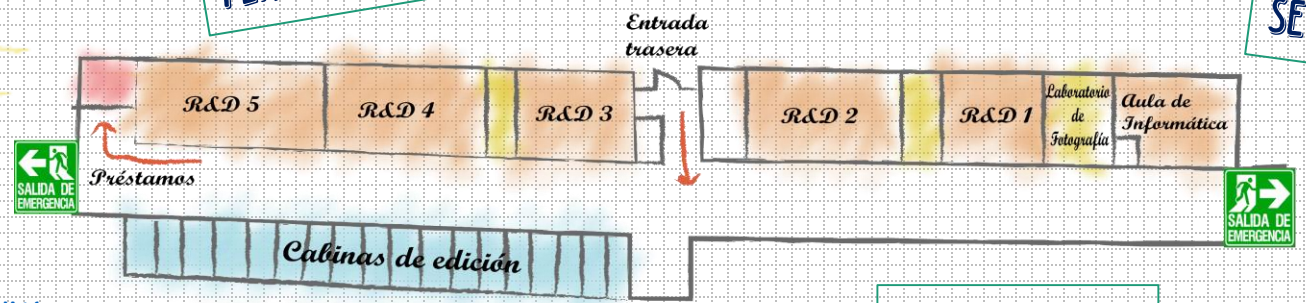 Entrada
trasera
R&D 5
R&D 4
R&D 3
R&D 2
R&D 1
Laboratorio
de
Fotografía
Aula de
Informática
SALIDA DE
EMERGENCIA
Préstamos
SALIDA DE
EMERGENCIA
Cabinas de edición